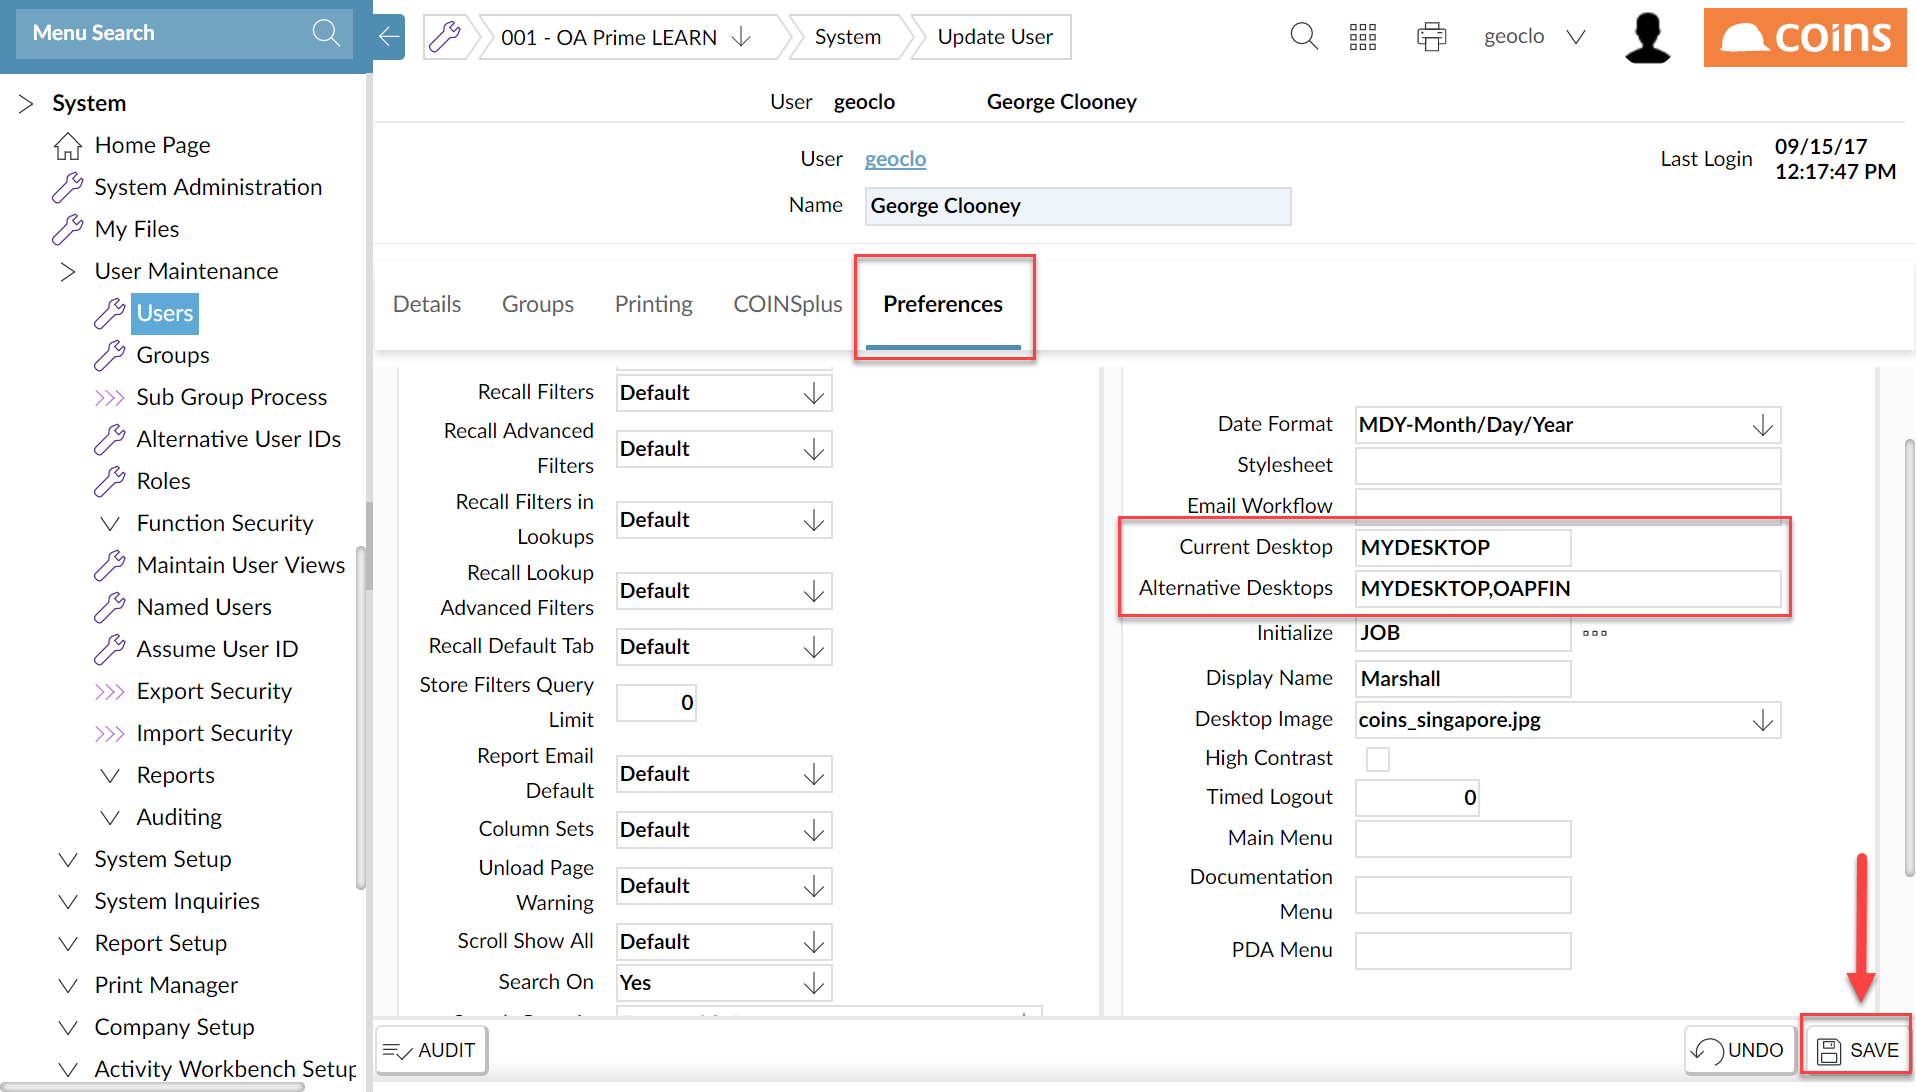 Menu Search
001 - OA Prime LEARN
System
Update User
geoclo
coins
System
Home Page
System Administration
My Files
User Maintenance
Users
Groups
Sub Group Process
Alternative User IDs
Roles
Function Security
Maintain User Views
Named Users
Assume User ID
Export Security
Import Security
Reports
Auditing
System Setup
System Inquiries
Report Setup
Print Manager
Company Setup
Activity Workbench Setup
User geoclo George Clooney
User geoclo
Last Login 09/15/17
12:17:47 PM
Name George Clooney
Details Groups Printing COINSplus Preferences
Recall Filters Default
Recall Advanced
Filters Default
Recall Filters in
Lookups Default
Recall Lookup
Advanced Filters Default
Recall Default Tab Default
Store Filters Query
Limit 0
Report Email
Default Default
Column Sets Default
Unload Page
Warning Default
Scroll Show All Default
Search On Yes
Date Format MDY-Month/Day/Year
Stylesheet
Email Workflow
Current Desktop MYDESKTOP
Alternative Desktops MYDESKTOP,OAPFIN
Initialize JOB
Display Name Marshall
Desktop Image coins_singapore.jpg
High Contrast
Timed Logout 0
Main Menu
Documentation
Menu
PDA Menu
AUDIT
UNDO
SAVE